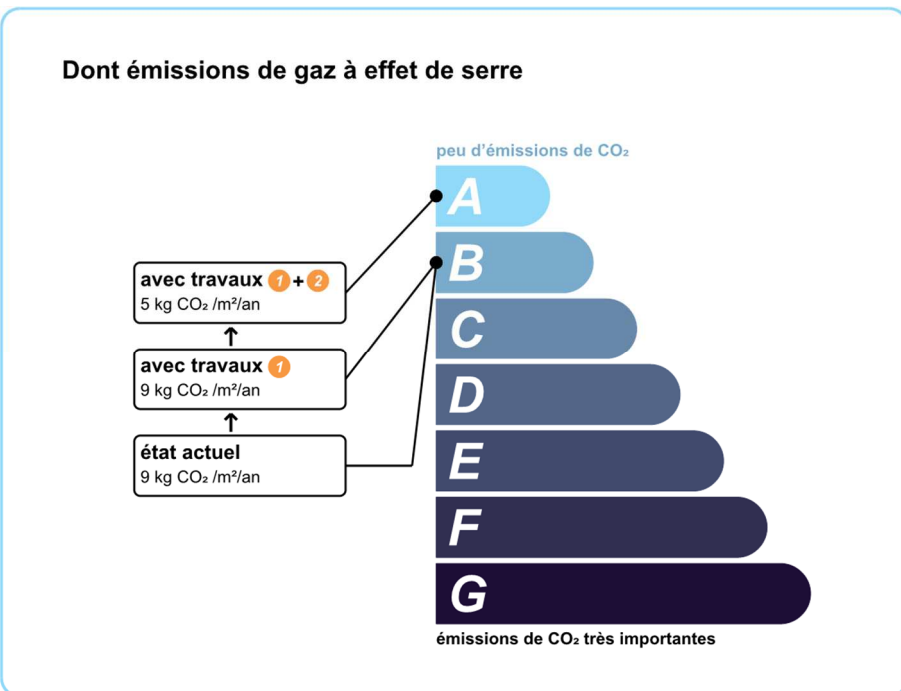 Dont émissions de gaz à effet de serre
peu d'émissions de CO₂
A
B
C
D
E
F
G
émissions de CO₂ très importantes
avec travaux 1 + 2
5 kg CO₂ /m²/an
↑
avec travaux 1
9 kg CO₂ /m²/an
↑
état actuel
9 kg CO₂ /m²/an